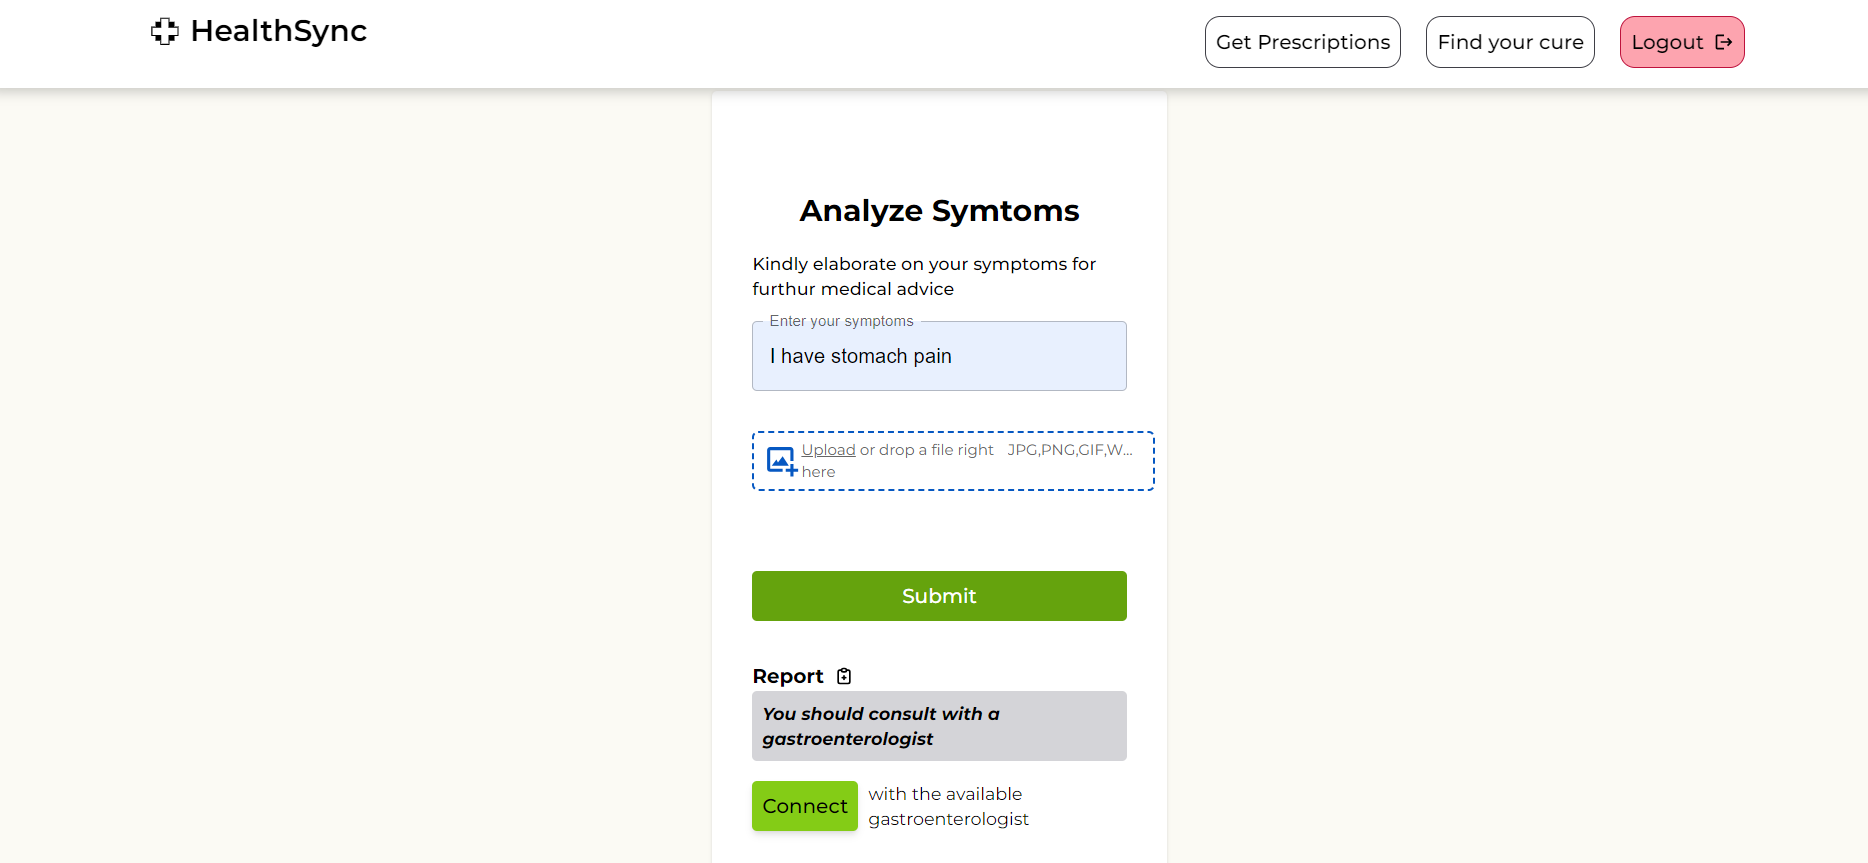 HealthSync
Get Prescriptions
Find your cure
Logout
Analyze Symtoms
Kindly elaborate on your symptoms for
furthur medical advice
Enter your symptoms
I have stomach pain
Upload or drop a file right
here
JPG,PNG,GIF,W...
Submit
Report
You should consult with a
gastroenterologist
Connect
with the available
gastroenterologist